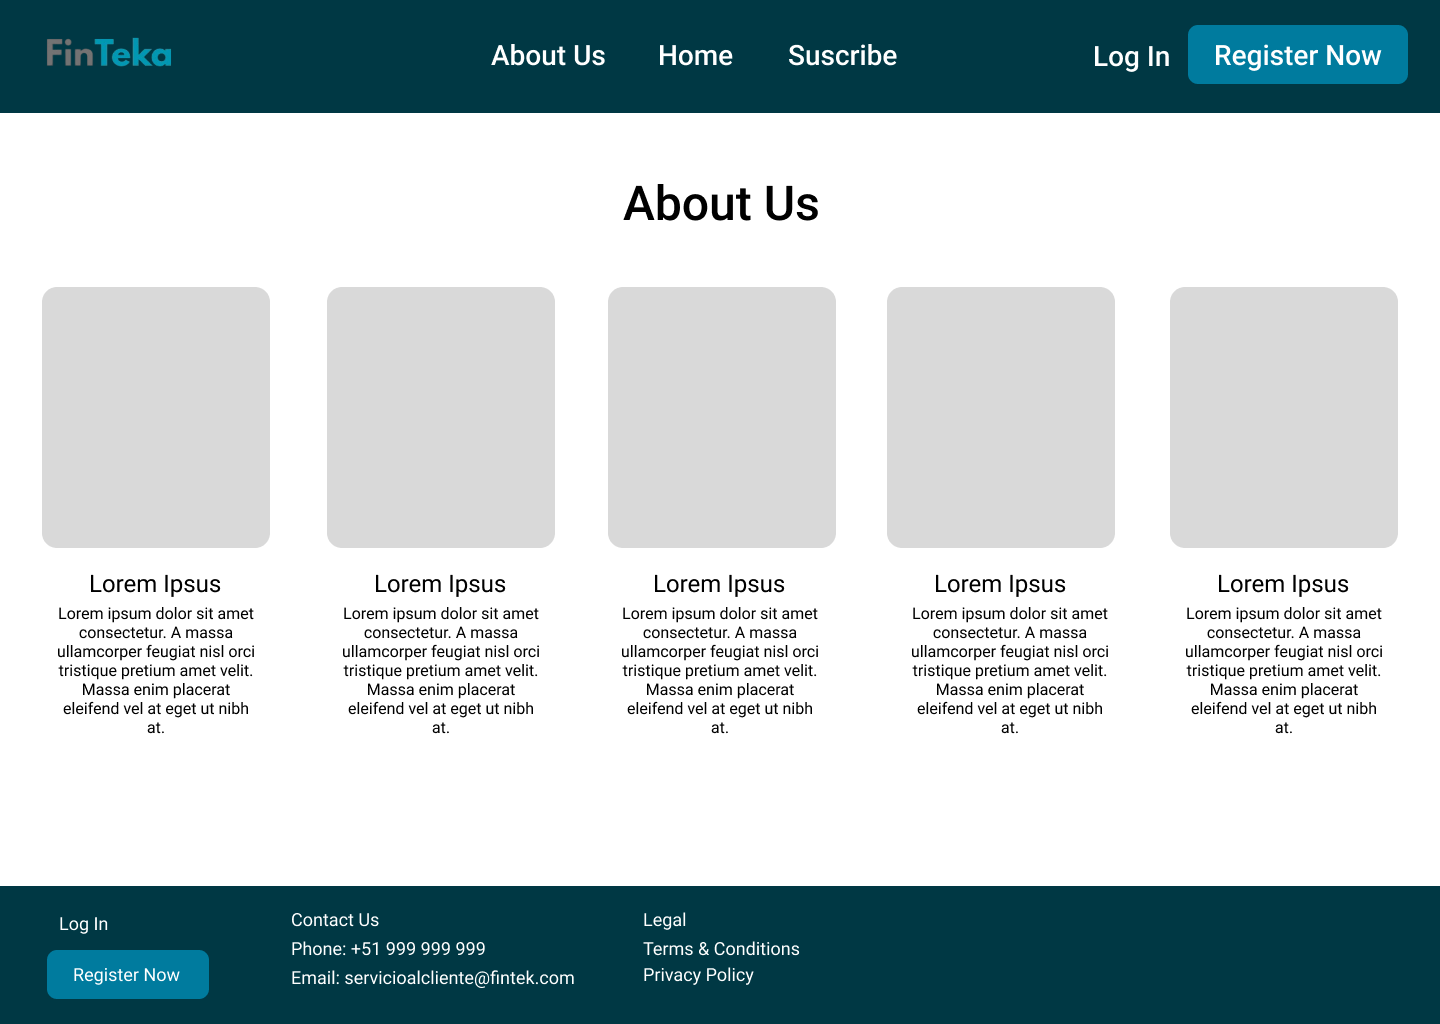 FinTeka
About Us
Home
Suscribe
Log In
Register Now
About Us
Lorem Ipsus
Lorem ipsum dolor sit amet
consectetur. A massa
ullamcorper feugiat nisl orci
tristique pretium amet velit.
Massa enim placerat
eleifend vel at eget ut nibh
at.
Lorem Ipsus
Lorem ipsum dolor sit amet
consectetur. A massa
ullamcorper feugiat nisl orci
tristique pretium amet velit.
Massa enim placerat
eleifend vel at eget ut nibh
at.
Lorem Ipsus
Lorem ipsum dolor sit amet
consectetur. A massa
ullamcorper feugiat nisl orci
tristique pretium amet velit.
Massa enim placerat
eleifend vel at eget ut nibh
at.
Lorem Ipsus
Lorem ipsum dolor sit amet
consectetur. A massa
ullamcorper feugiat nisl orci
tristique pretium amet velit.
Massa enim placerat
eleifend vel at eget ut nibh
at.
Lorem Ipsus
Lorem ipsum dolor sit amet
consectetur. A massa
ullamcorper feugiat nisl orci
tristique pretium amet velit.
Massa enim placerat
eleifend vel at eget ut nibh
at.
Log In
Register Now
Contact Us
Phone: +51 999 999 999
Email: servicioalcliente@fintek.com
Legal
Terms & Conditions
Privacy Policy